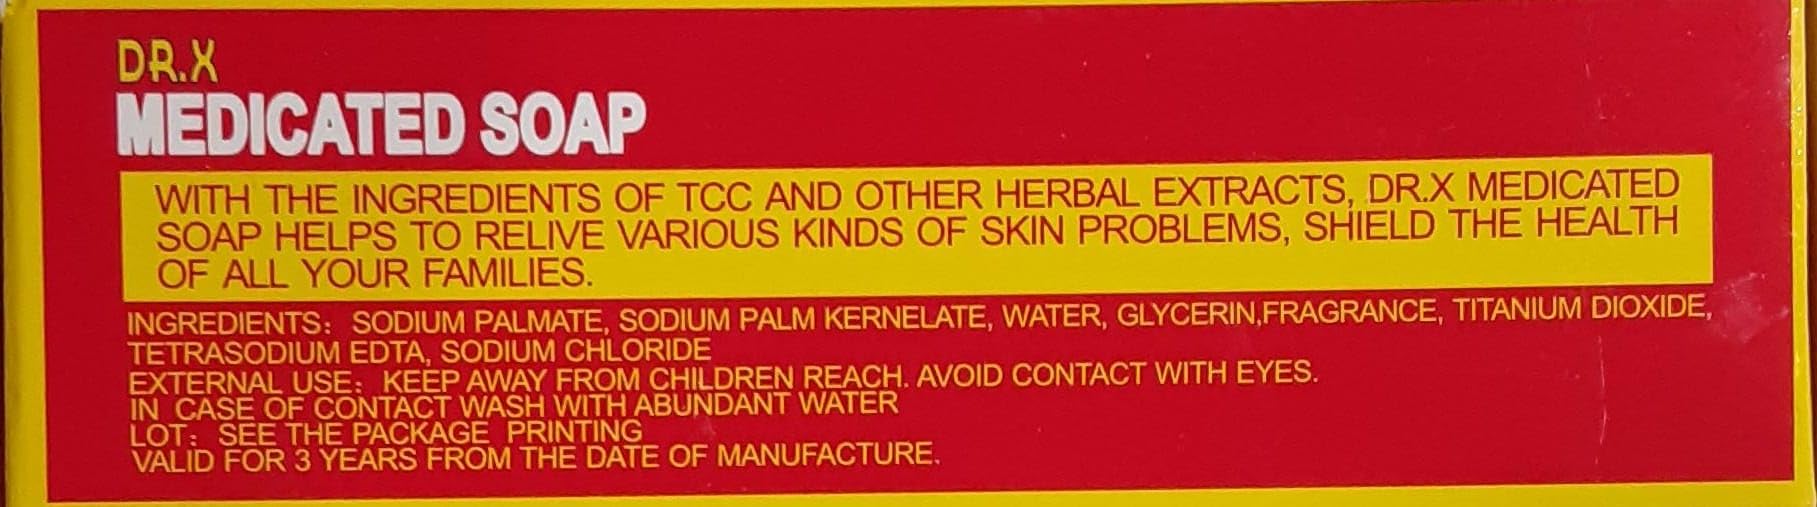 DR.X
MEDICATED SOAP
WITH THE INGREDIENTS OF TCC AND OTHER HERBAL EXTRACTS, DR.X MEDICATED
SOAP HELPS TO RELIVE VARIOUS KINDS OF SKIN PROBLEMS, SHIELD THE HEALTH
OF ALL YOUR FAMILIES.
INGREDIENTS: SODIUM PALMATE, SODIUM PALM KERNELATE, WATER, GLYCERIN,FRAGRANCE, TITANIUM DIOXIDE,
TETRASODIUM EDTA, SODIUM CHLORIDE
EXTERNAL USE: KEEP AWAY FROM CHILDREN REACH. AVOID CONTACT WITH EYES.
IN CASE OF CONTACT WASH WITH ABUNDANT WATER
LOT: SEE THE PACKAGE PRINTING
VALID FOR 3 YEARS FROM THE DATE OF MANUFACTURE.